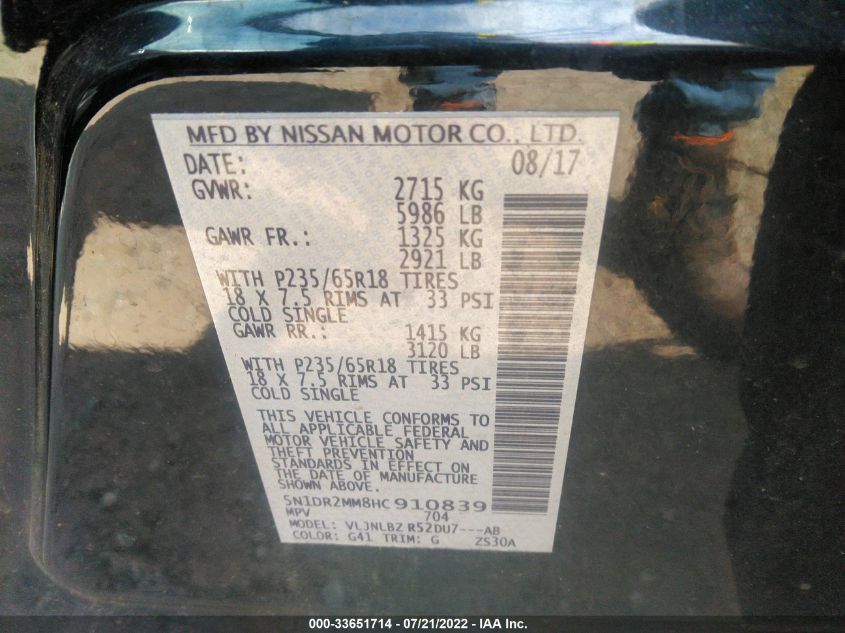 MFD BY NISSAN MOTOR CO., LTD.
DATE: 08/17
GVWR: 2715 KG
5986 LB
GAWR FR.: 1325 KG
2921 LB
WITH P235/65R18 TIRES
18 X 7.5 RIMS AT 33 PSI
COLD SINGLE
GAWR RR.: 1415 KG
3120 LB
WITH P235/65R18 TIRES
18 X 7.5 RIMS AT 33 PSI
COLD SINGLE
THIS VEHICLE CONFORMS TO
ALL APPLICABLE FEDERAL
MOTOR VEHICLE SAFETY AND
THEFT PREVENTION
STANDARDS IN EFFECT ON
THE DATE OF MANUFACTURE
SHOWN ABOVE.
5N1DR2MM8HC910839
MPV 704
MODEL: VLJNLBZ R52DU7---AB
COLOR: G41 TRIM: G ZS30A
000-33651714 - 07/21/2022 - IAA Inc.